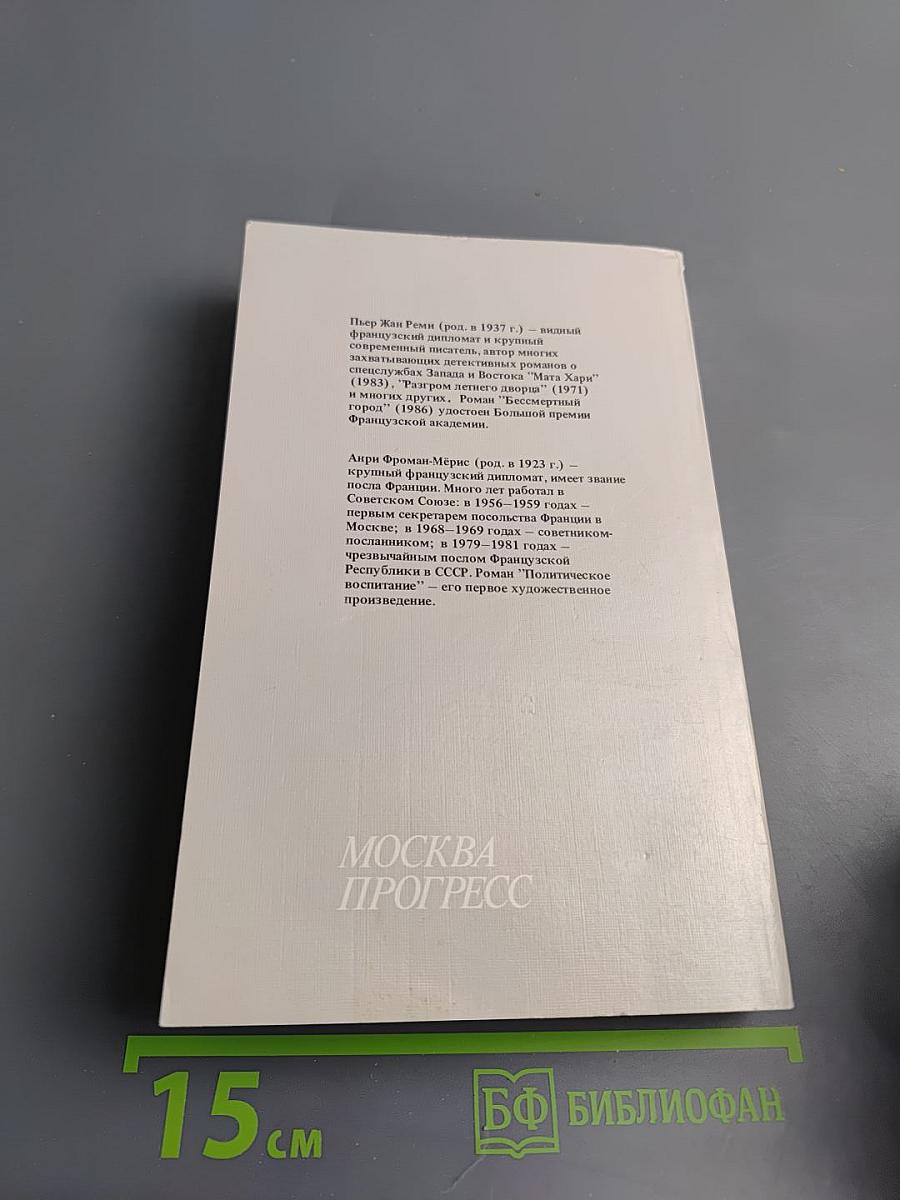 Пьер Жан Реми (род. в 1937 г.) — видный
французский дипломат и крупный
современный писатель, автор многих
захватывающих детективных романов о
спецслужбах Запада и Востока "Мата Хари"
(1983), "Разгром летнего дворца" (1971)
и многих других. Роман "Бессмертный
город" (1986) удостоен Большой премии
Французской академии.
Анри Фроман-Мёрис (род. в 1923 г.) —
крупный французский дипломат, имеет звание
посла Франции. Много лет работал в
Советском Союзе: в 1956—1959 годах —
первым секретарем посольства Франции в
Москве; в 1968—1969 годах — советником-
посланником; в 1979—1981 годах —
чрезвычайным послом Французской
Республики в СССР. Роман "Политическое
воспитание" — его первое художественное
произведение.
МОСКВА
ПРОГРЕСС
15 см
БФ БИБЛИОФАН